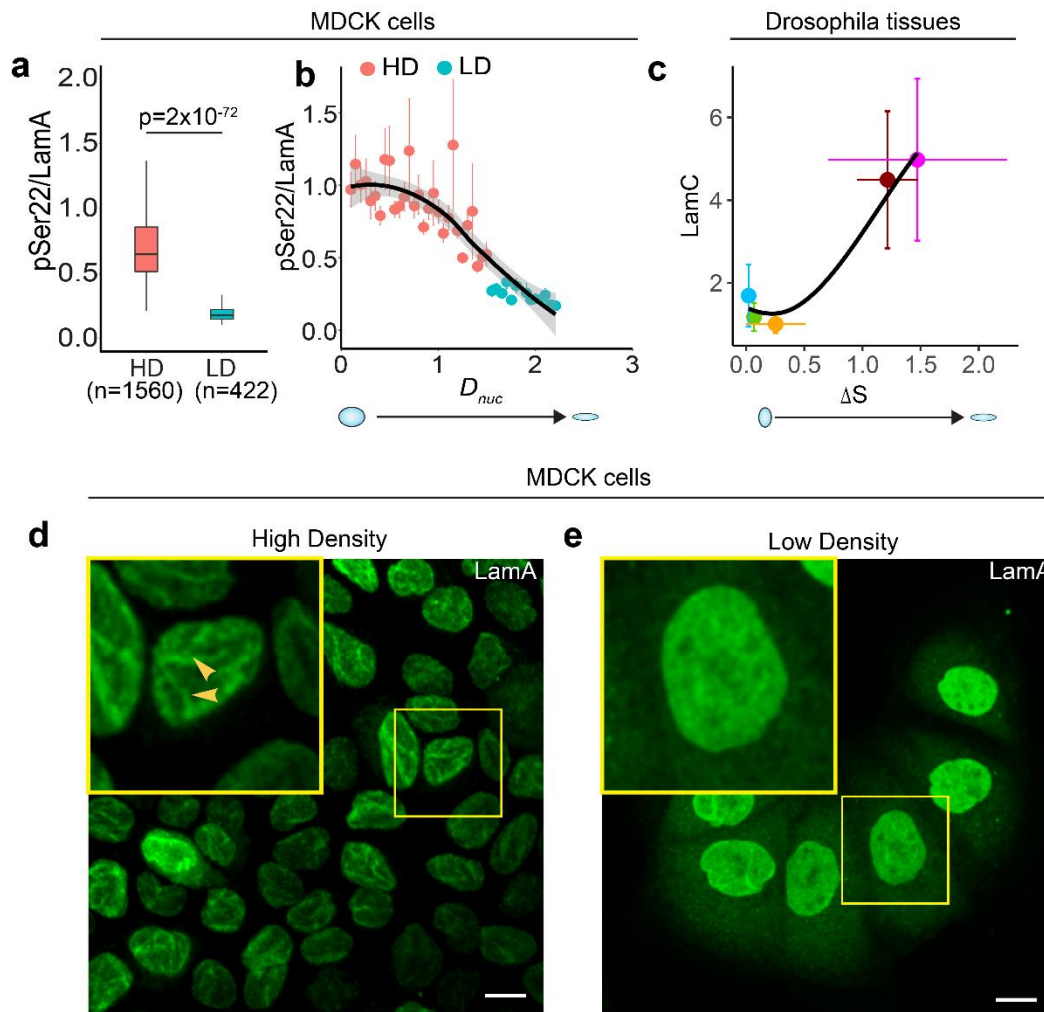 MDCK cells
Drosophila tissues
a
2.0
1.5
1.0
0.5
0.0
pSer22/LamA
p=2x10-72
HD
LD
(n=1560)
(n=422)
b
HD
LD
1.5
1.0
0.5
0.0
pSer22/LamA
0
1
2
3
Dnuc
c
6
4
2
LamC
0.0
0.5
1.0
1.5
2.0
ΔS
MDCK cells
d
High Density
LamA
e
Low Density
LamA